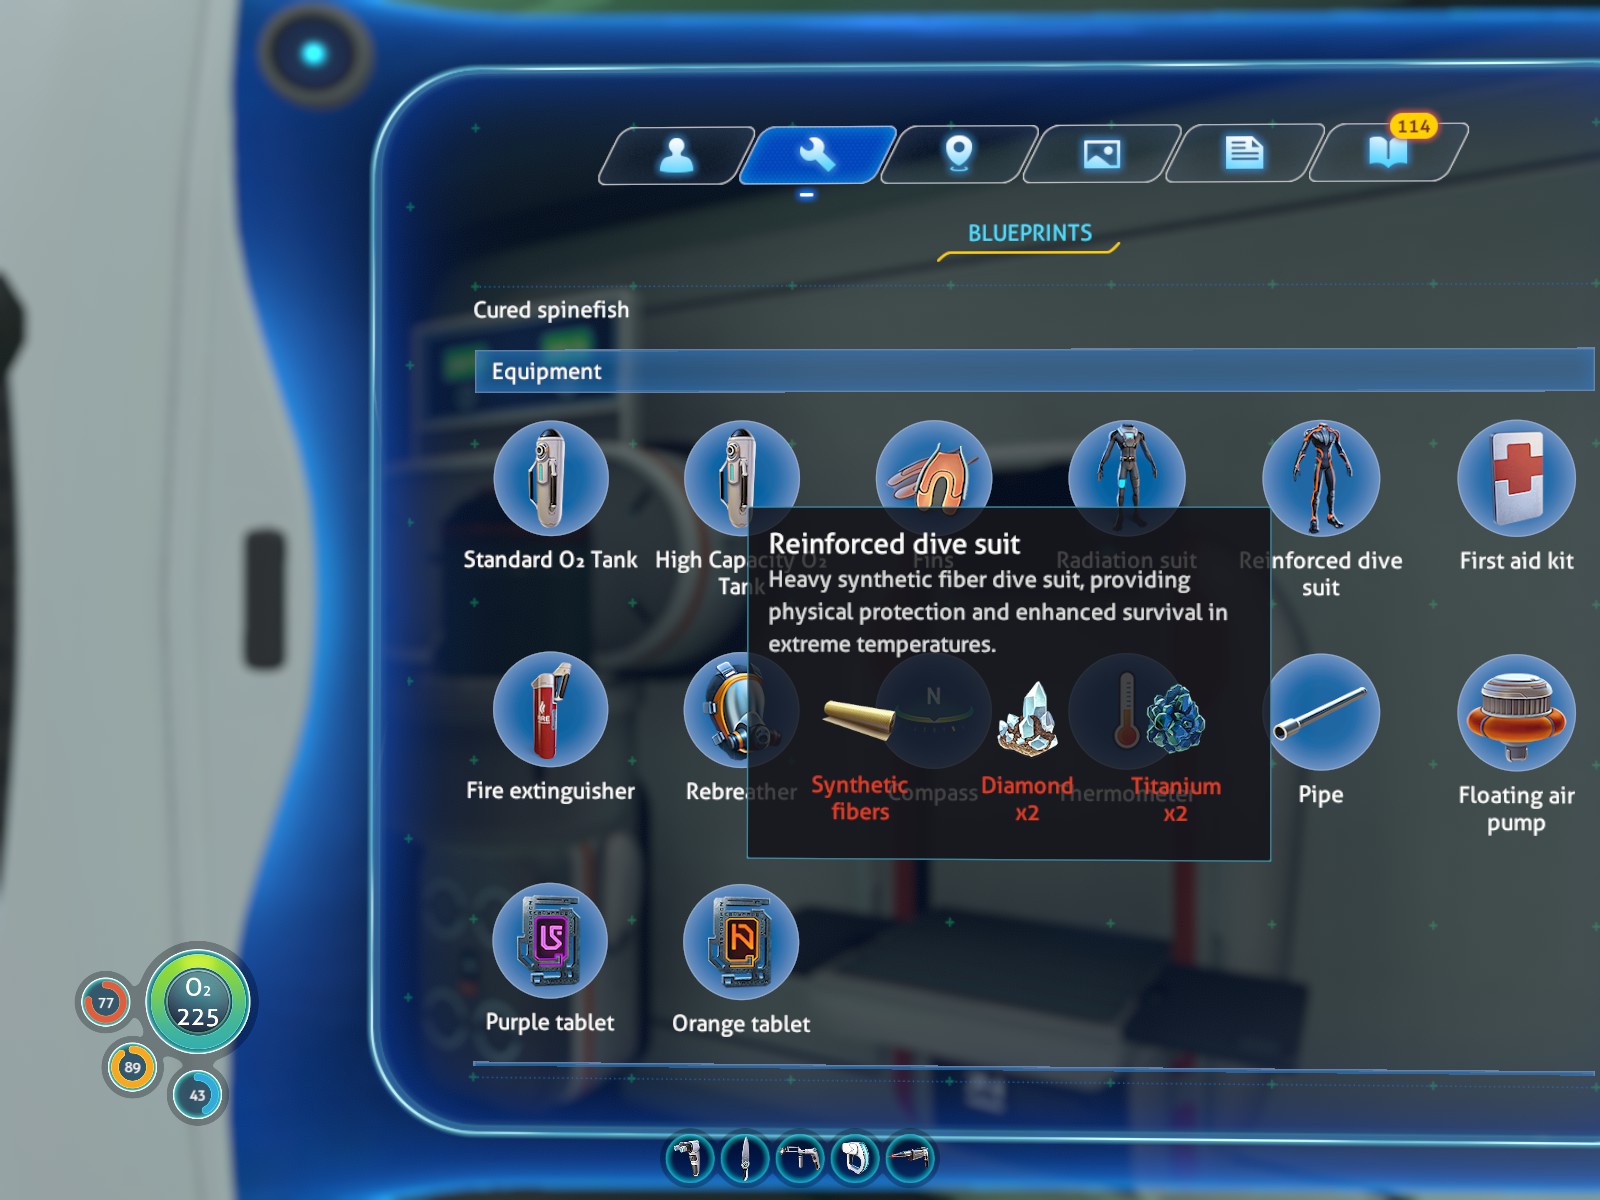 114
BLUEPRINTS
Cured spinefish
Equipment
Standard O₂ Tank
High Capacity O₂
Tank
Fins
Radiation suit
Reinforced dive
suit
First aid kit
Reinforced dive suit
Heavy synthetic fiber dive suit, providing
physical protection and enhanced survival in
extreme temperatures.
N
Synthetic
fibers
Diamond
x2
Titanium
x2
Fire extinguisher
Rebreather
Compass
Thermometer
Pipe
Floating air
pump
Purple tablet
Orange tablet
O₂
225
77
89
43